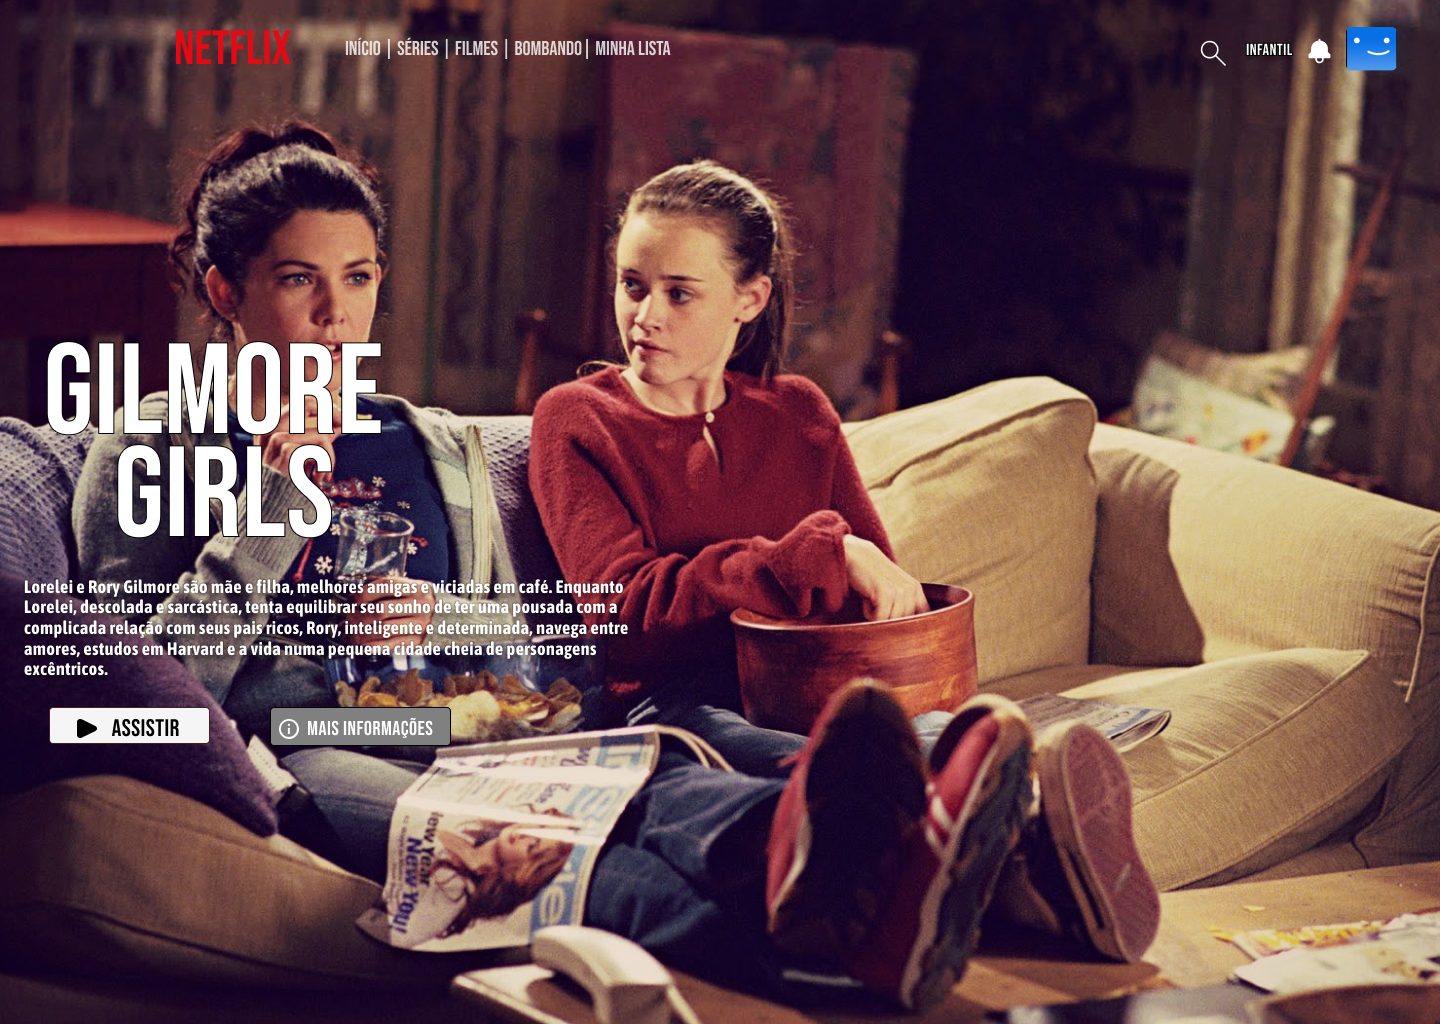 NETFLIX
INÍCIO | SÉRIES | FILMES | BOMBANDO | MINHA LISTA
INFANTIL
GILMORE
GIRLS
Lorelei e Rory Gilmore são mãe e filha, melhores amigas e viciadas em café. Enquanto
Lorelei, descolada e sarcástica, tenta equilibrar seu sonho de ter uma pousada com a
complicada relação com seus pais ricos, Rory, inteligente e determinada, navega entre
amores, estudos em Harvard e a vida numa pequena cidade cheia de personagens
excêntricos.
ASSISTIR
MAIS INFORMAÇÕES
New Year
New YOU!